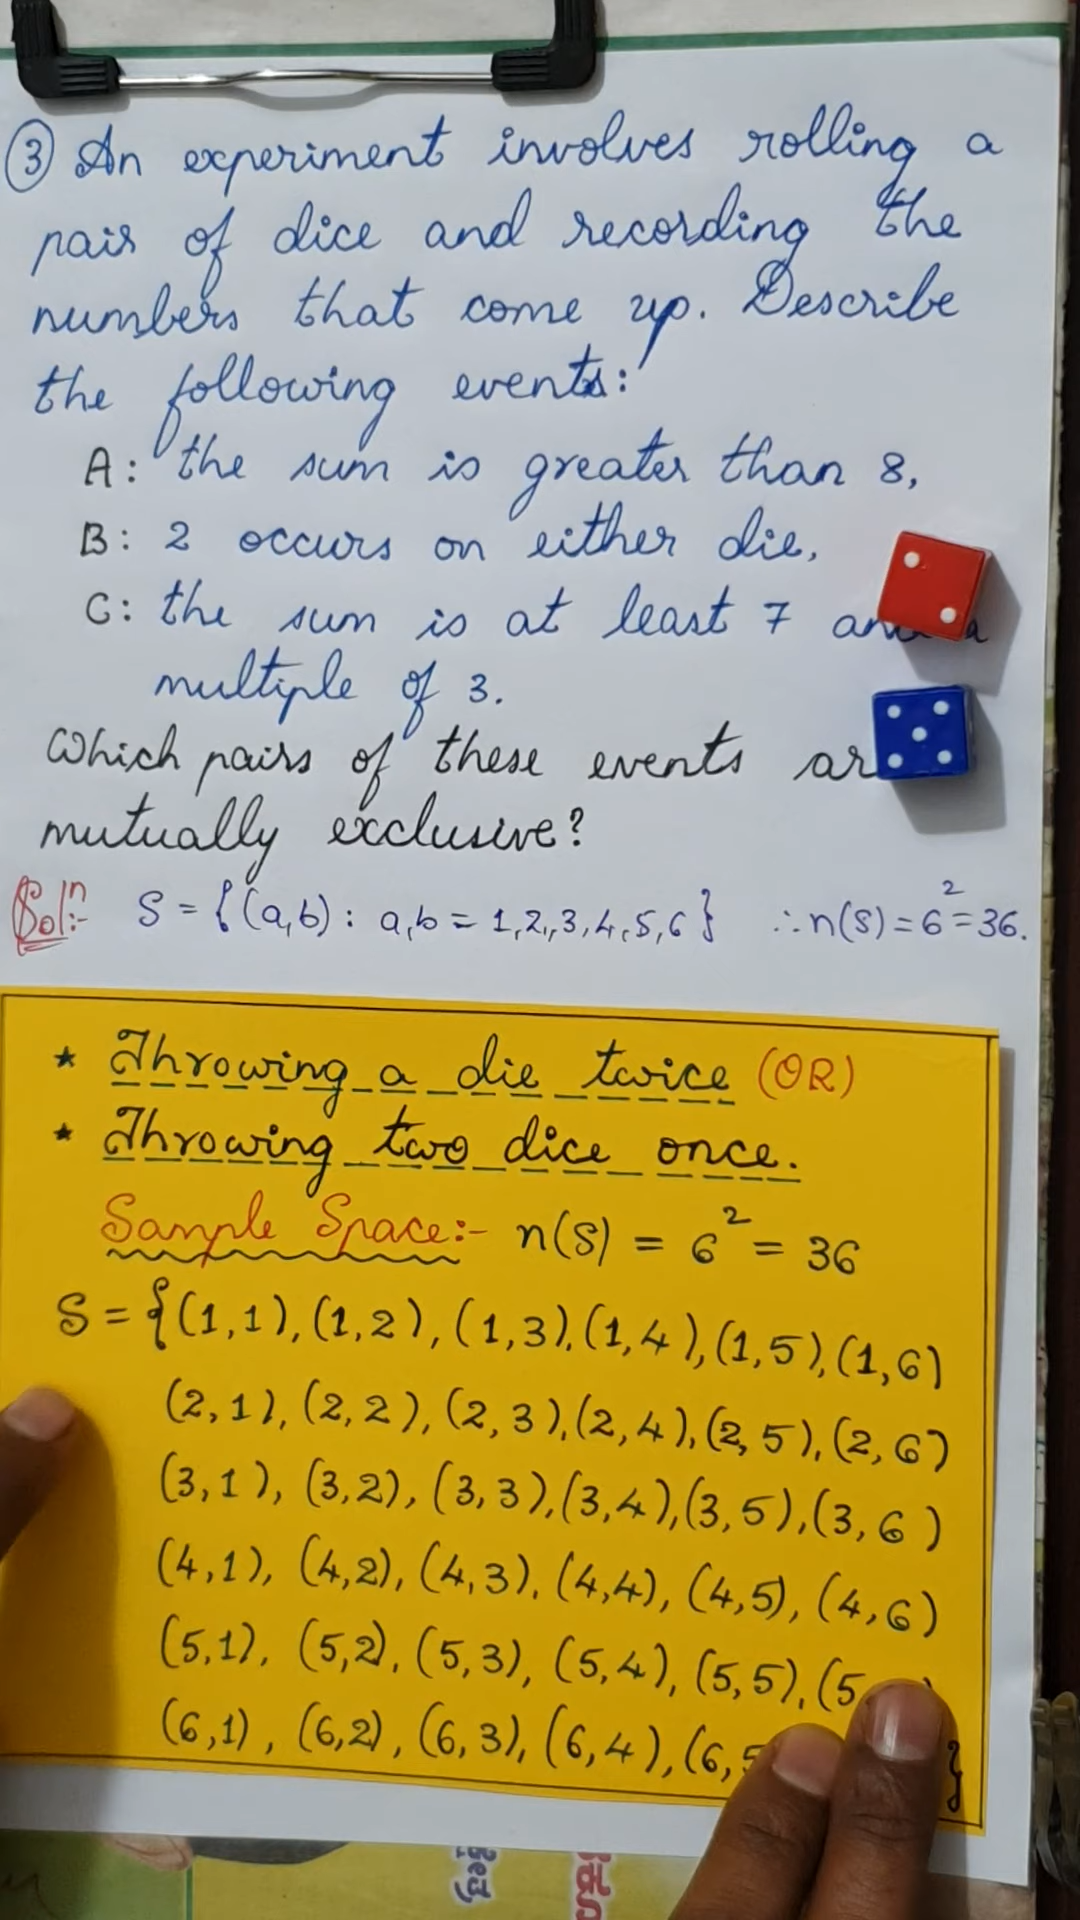 ③ An experiment involves rolling a
pair of dice and recording the
numbers that come up. Describe
the following events:
A: the sum is greater than 8,
B: 2 occurs on either die,
C: the sum is at least 7 and a
multiple of 3.
Which pairs of these events ar
mutually exclusive?
Solⁿ:- S = {(a,b) : a,b = 1,2,,3,4,5,6} ∴ n(S) = 6² = 36.
* Throwing a die twice (OR)
* Throwing two dice once.
Sample Space:- n(S) = 6² = 36
S = {(1,1), (1,2), (1,3), (1,4), (1,5), (1,6)
(2,1), (2,2), (2,3), (2,4), (2,5), (2,6)
(3,1), (3,2), (3,3), (3,4), (3,5), (3,6)
(4,1), (4,2), (4,3), (4,4), (4,5), (4,6)
(5,1), (5,2), (5,3), (5,4), (5,5), (5 )
(6,1), (6,2), (6,3), (6,4), (6,5 }